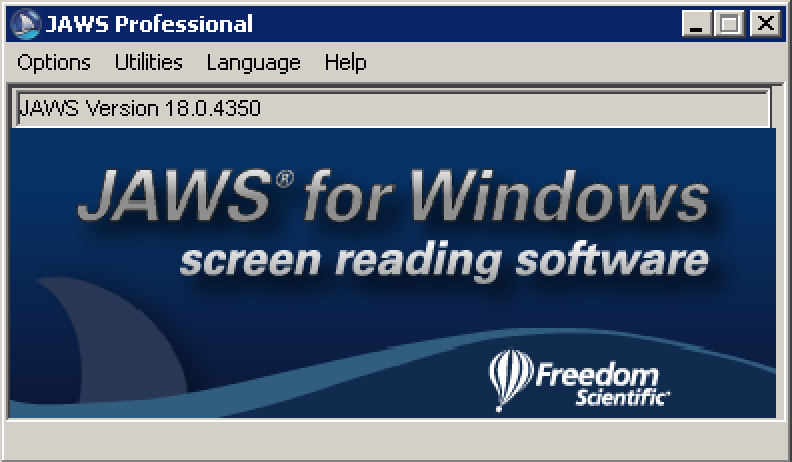 JAWS Professional
Options Utilities Language Help
JAWS Version 18.0.4350
JAWS® for Windows
screen reading software
Freedom
Scientific